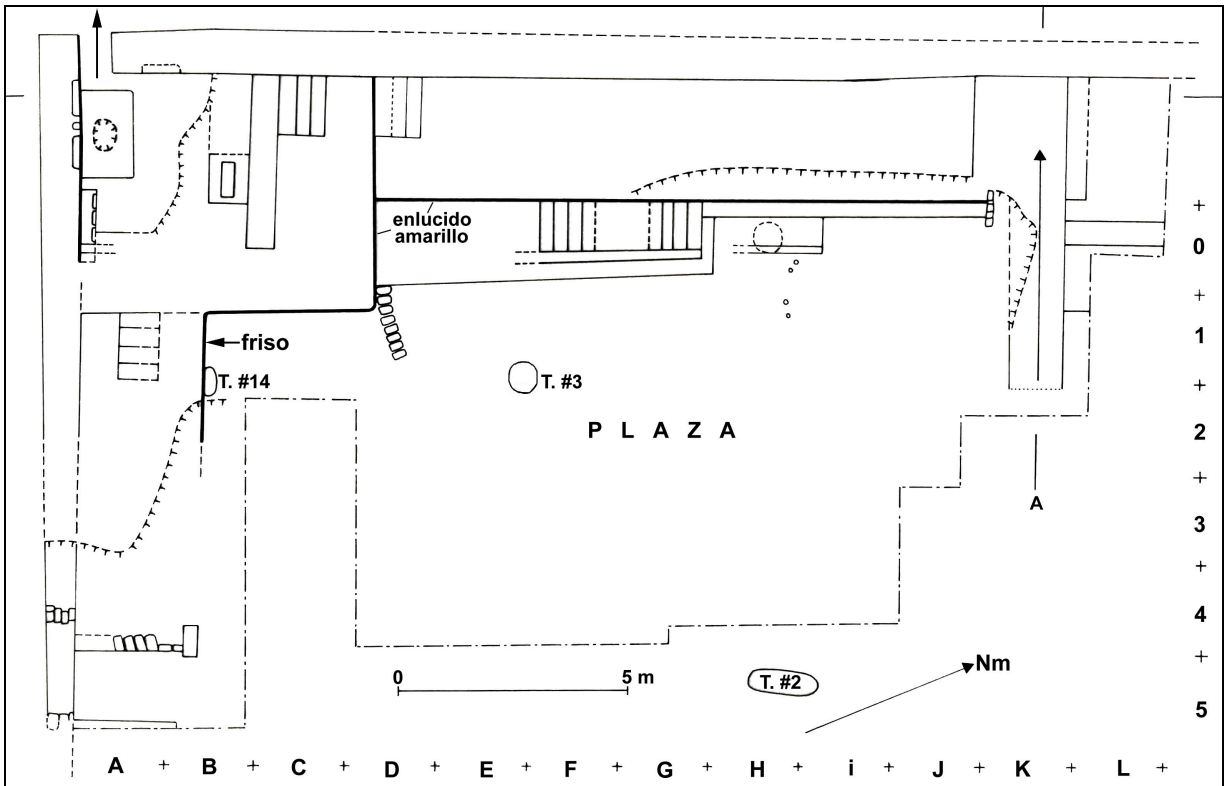 enlucido
amarillo
0
friso
1
T. #14
T. #3
P L A Z A
2
A
3
4
Nm
0 5 m
T. #2
5
A + B + C + D + E + F + G + H + i + J + K + L +